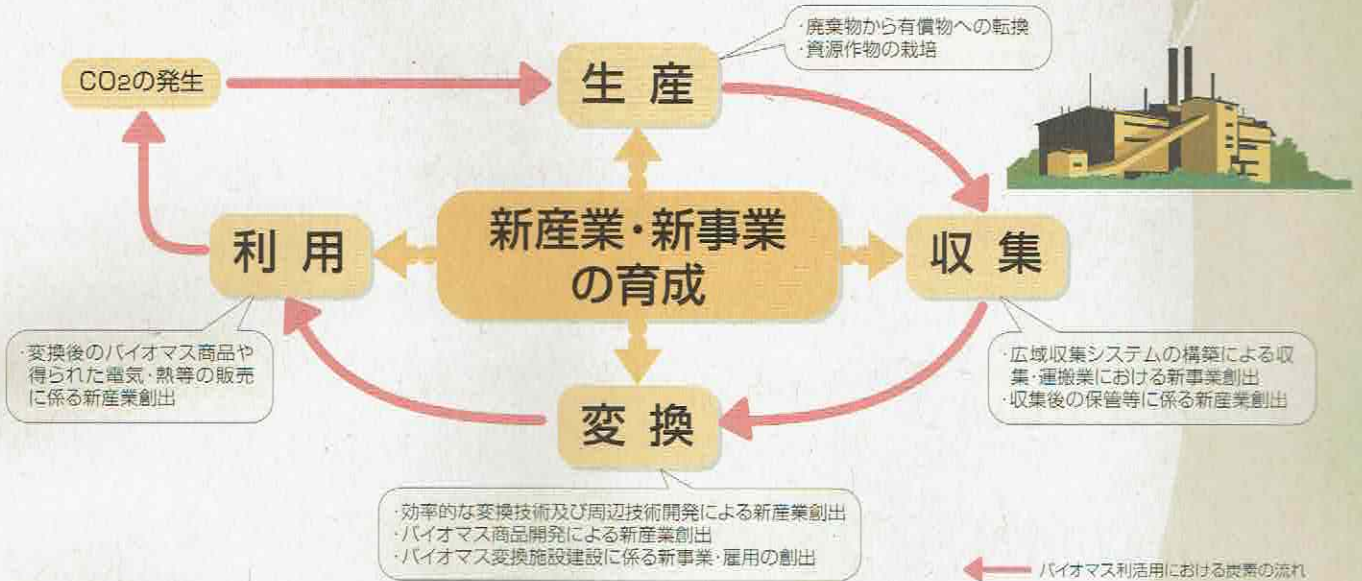 ・廃棄物から有償物への転換
・資源作物の栽培
CO2の発生
生産
新産業・新事業
の育成
利用
収集
・変換後のバイオマス商品や
得られた電気・熱等の販売
に係る新産業創出
・広域収集システムの構築による収
集・運搬業における新事業創出
・収集後の保管等に係る新産業創出
変換
・効率的な変換技術及び周辺技術開発による新産業創出
・バイオマス商品開発による新産業創出
・バイオマス変換施設建設に係る新事業・雇用の創出
バイオマス利活用における炭素の流れ